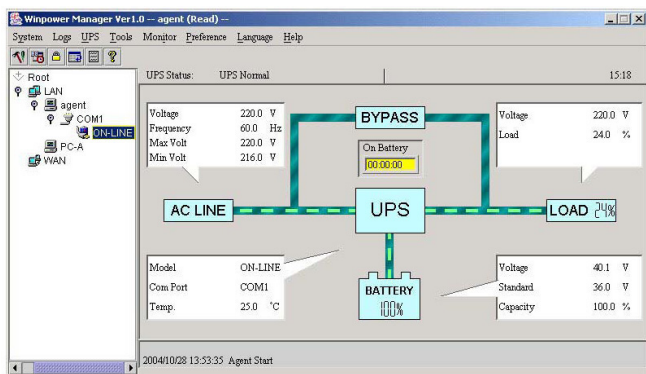 Winpower Manager Ver1.0 -- agent (Read) --
System Logs UPS Tools Monitor Preference Language Help
Root
LAN
agent
COM1
ON-LINE
PC-A
WAN
UPS Status: UPS Normal 15:18
Voltage 220.0 V
Frequency 60.0 Hz
Max Volt 220.0 V
Min Volt 216.0 V
BYPASS
On Battery
00:00:00
Voltage 220.0 V
Load 24.0 %
AC LINE
UPS
LOAD 24%
Model ON-LINE
Com Port COM1
Temp. 25.0 °C
BATTERY
100%
Voltage 40.1 V
Standard 36.0 V
Capacity 100.0 %
2004/10/28 13:53:35 Agent Start